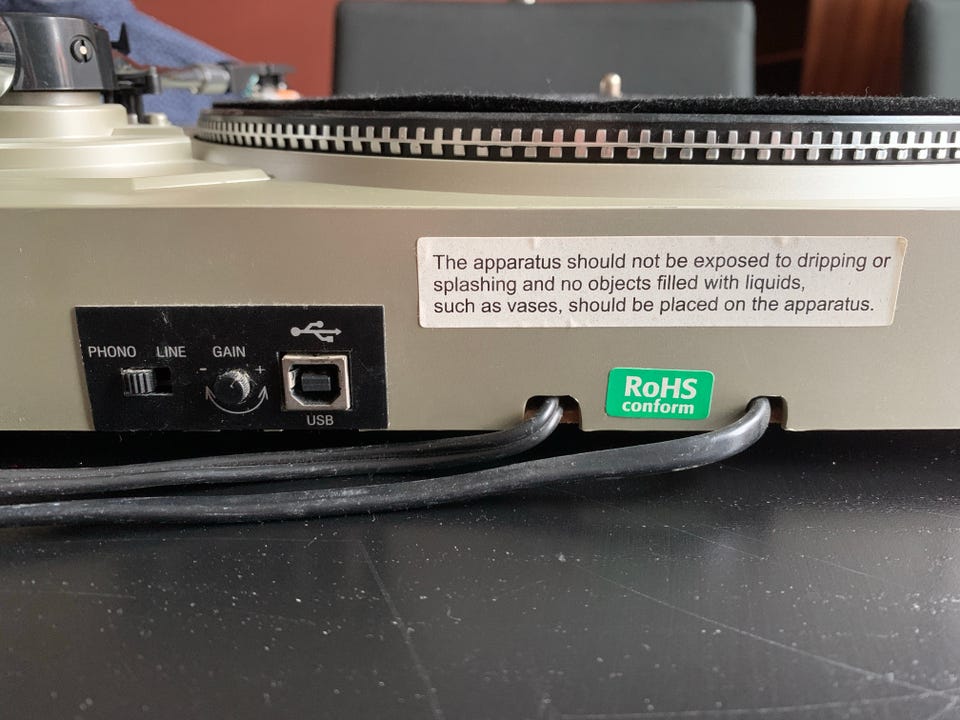 The apparatus should not be exposed to dripping or
splashing and no objects filled with liquids,
such as vases, should be placed on the apparatus.
PHONO LINE GAIN
- +
USB
RoHS
conform